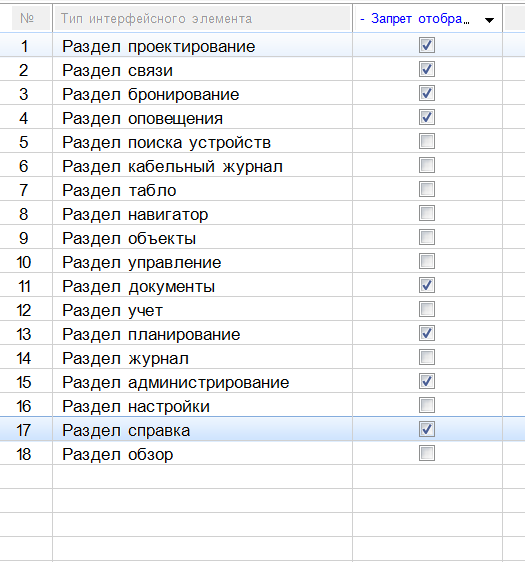 № Тип интерфейсного элемента - Запрет отобра...
1 Раздел проектирование
2 Раздел связи
3 Раздел бронирование
4 Раздел оповещения
5 Раздел поиска устройств
6 Раздел кабельный журнал
7 Раздел табло
8 Раздел навигатор
9 Раздел объекты
10 Раздел управление
11 Раздел документы
12 Раздел учет
13 Раздел планирование
14 Раздел журнал
15 Раздел администрирование
16 Раздел настройки
17 Раздел справка
18 Раздел обзор